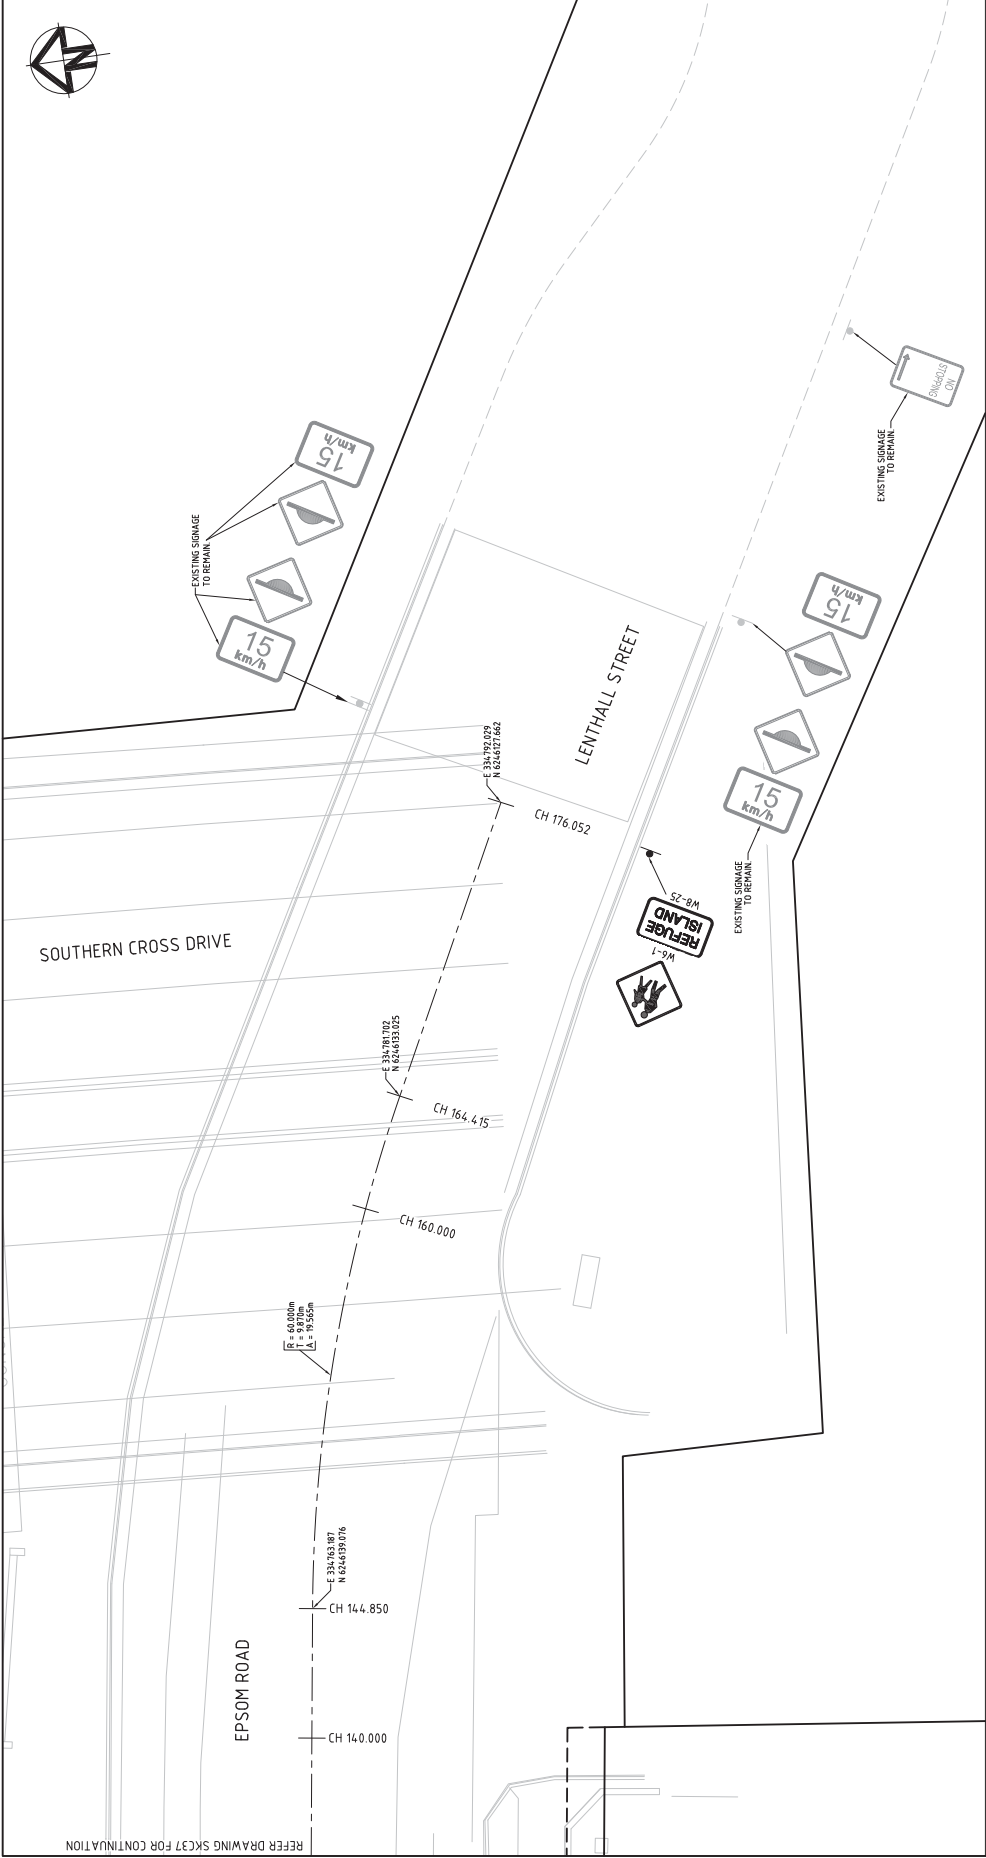 N
15
km/h
EXISTING SIGNAGE
TO REMAIN.
15
km/h
NO
STOPPING
EXISTING SIGNAGE
TO REMAIN.
LENTHALL STREET
15
km/h
15
km/h
EXISTING SIGNAGE
TO REMAIN.
E 334792.029
N 6246127.662
CH 176.052
W8-25
REFUGE
ISLAND
W6-1
SOUTHERN CROSS DRIVE
E 334781.702
N 6246133.025
CH 164.415
CH 160.000
R = 60.000m
T = 9.870m
A = 19.565m
E 334763.187
N 6246139.076
CH 144.850
EPSOM ROAD
CH 140.000
REFER DRAWING SKC37 FOR CONTINUATION